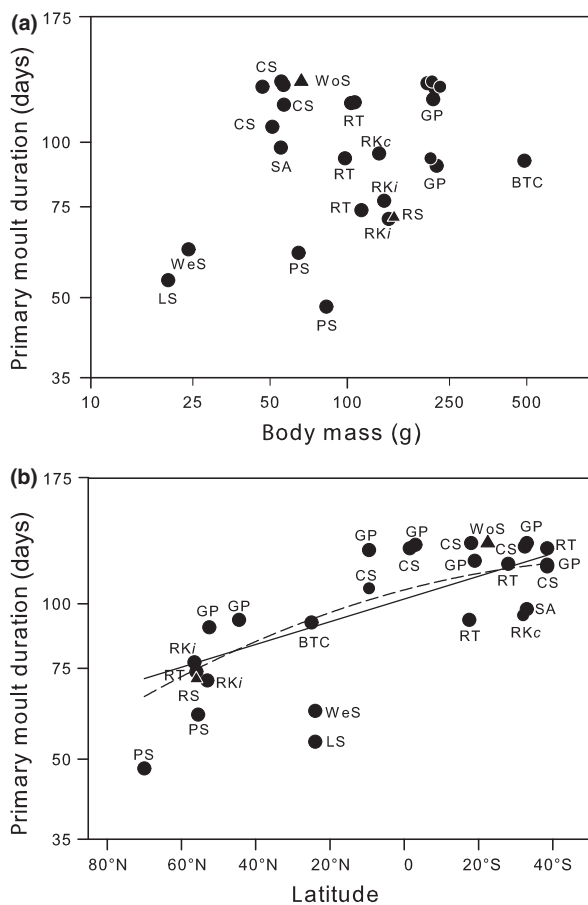 (a)
Primary moult duration (days)
175
100
75
50
35
CS
WoS
CS
CS
SA
RT
GP
RKc
RT
GP
BTC
RKi
RT
RS
RKi
WeS
LS
PS
PS
10
25
50
100
250
500
Body mass (g)
(b)
Primary moult duration (days)
175
100
75
50
35
GP
GP
CS
CS
WoS
CS
GP
RT
GP
RT
GP
CS
CS
GP
GP
BTC
RT
SA
RKc
RKi
RT
RS
RKi
PS
PS
WeS
LS
80°N
60°N
40°N
20°N
0
20°S
40°S
Latitude